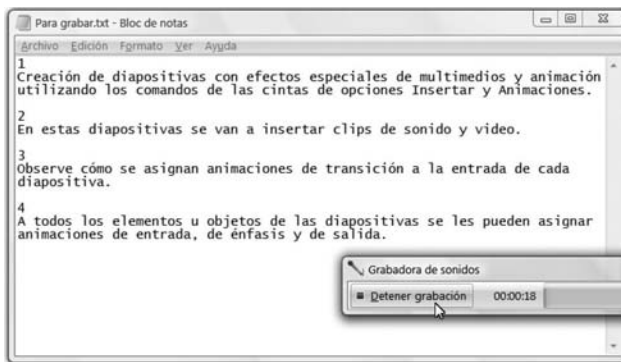 Para grabar.txt - Bloc de notas
Archivo Edición Formato Ver Ayuda
1
Creación de diapositivas con efectos especiales de multimedios y animación
utilizando los comandos de las cintas de opciones Insertar y Animaciones.
2
En estas diapositivas se van a insertar clips de sonido y video.
3
Observe cómo se asignan animaciones de transición a la entrada de cada
diapositiva.
4
A todos los elementos u objetos de las diapositivas se les pueden asignar
animaciones de entrada, de énfasis y de salida.
Grabadora de sonidos
Detener grabación 00:00:18